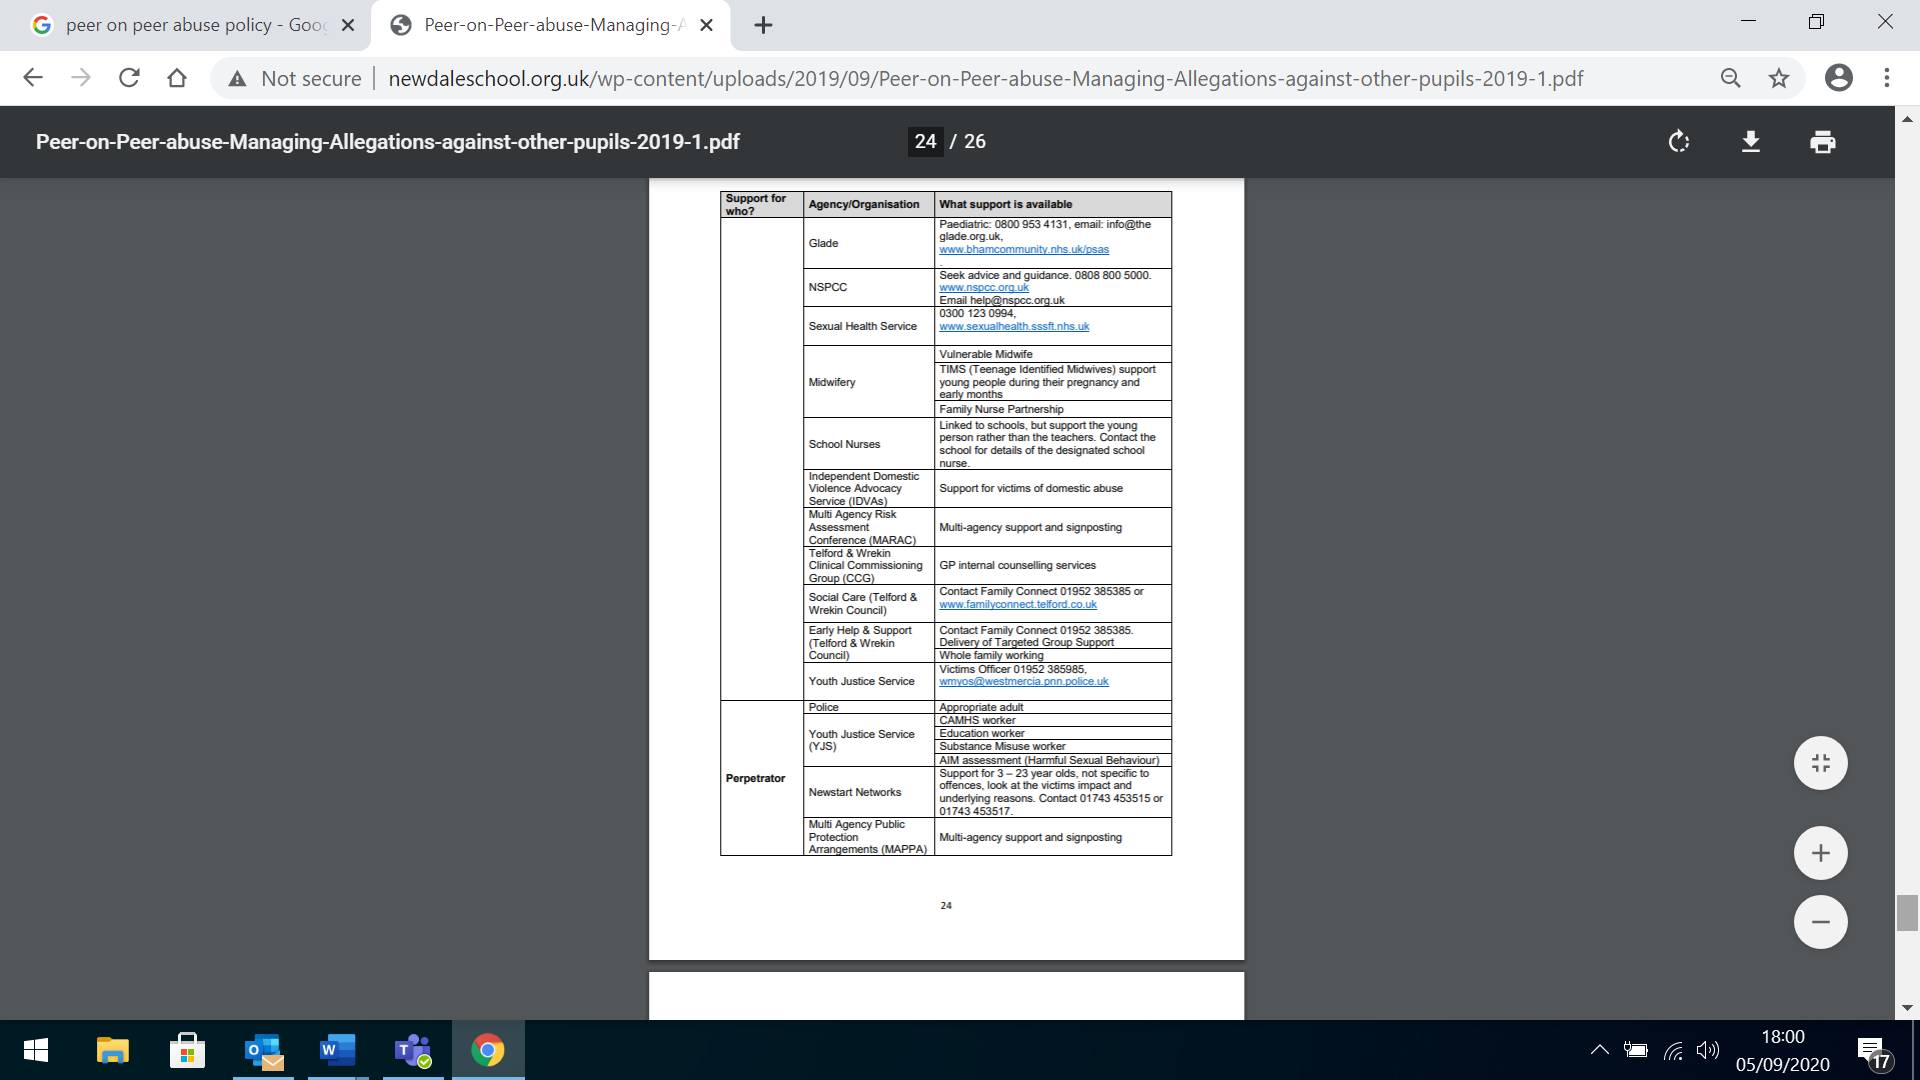 peer on peer abuse policy - Goog
Peer-on-Peer-abuse-Managing-A
Not secure | newdaleschool.org.uk/wp-content/uploads/2019/09/Peer-on-Peer-abuse-Managing-Allegations-against-other-pupils-2019-1.pdf
Peer-on-Peer-abuse-Managing-Allegations-against-other-pupils-2019-1.pdf
24 / 26
Support for
who?
Agency/Organisation
What support is available
Glade
Paediatric: 0800 953 4131, email: info@the
glade.org.uk,
www.bhamcommunity.nhs.uk/psas
.
NSPCC
Seek advice and guidance. 0808 800 5000.
www.nspcc.org.uk
Email help@nspcc.org.uk
Sexual Health Service
0300 123 0994,
www.sexualhealth.sssft.nhs.uk
Midwifery
Vulnerable Midwife
TIMS (Teenage Identified Midwives) support
young people during their pregnancy and
early months
Family Nurse Partnership
School Nurses
Linked to schools, but support the young
person rather than the teachers. Contact the
school for details of the designated school
nurse.
Independent Domestic
Violence Advocacy
Service (IDVAs)
Support for victims of domestic abuse
Multi Agency Risk
Assessment
Conference (MARAC)
Multi-agency support and signposting
Telford & Wrekin
Clinical Commissioning
Group (CCG)
GP internal counselling services
Social Care (Telford &
Wrekin Council)
Contact Family Connect 01952 385385 or
www.familyconnect.telford.co.uk
Early Help & Support
(Telford & Wrekin
Council)
Contact Family Connect 01952 385385.
Delivery of Targeted Group Support
Whole family working
Youth Justice Service
Victims Officer 01952 385985,
wmyos@westmercia.pnn.police.uk
Perpetrator
Police
Appropriate adult
Youth Justice Service
(YJS)
CAMHS worker
Education worker
Substance Misuse worker
AIM assessment (Harmful Sexual Behaviour)
Newstart Networks
Support for 3 – 23 year olds, not specific to
offences, look at the victims impact and
underlying reasons. Contact 01743 453515 or
01743 453517.
Multi Agency Public
Protection
Arrangements (MAPPA)
Multi-agency support and signposting
24
18:00
05/09/2020
17